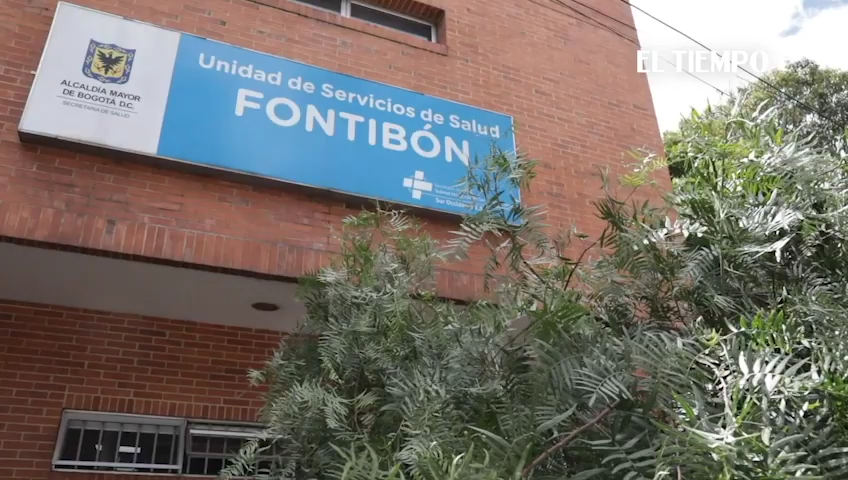 EL TIEMPO
ALCALDÍA MAYOR
DE BOGOTÁ D.C.
SECRETARÍA DE SALUD
Unidad de Servicios de Salud
FONTIBÓN
Sur Occidente